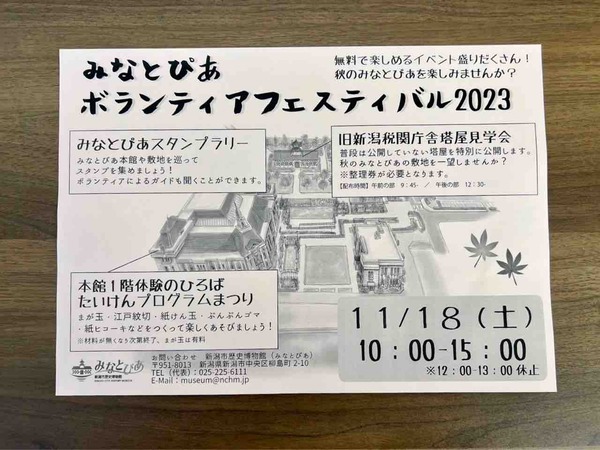 みなとぴあ
ボランティアフェスティバル2023
無料で楽しめるイベント盛りだくさん！
秋のみなとぴあを楽しみませんか？
みなとぴあスタンプラリー
みなとぴあ本館や敷地を巡って
スタンプを集めましょう！
ボランティアによるガイドも聞くことができます。
旧新潟税関庁舎塔屋見学会
普段は公開していない塔屋を特別に公開します。
秋のみなとぴあの敷地を一望しませんか？
※整理券が必要となります。
【配布時間】午前の部 9：45- ／ 午後の部 12：30-
本館１階体験のひろば
たいけんプログラムまつり
まが玉・江戸紋切・紙けん玉・ぶんぶんゴマ
・紙ヒコーキなどをつくって楽しくあそびましょう！
※材料が無くなり次第終了、まが玉は有料
11/18（土）
10：00-15：00
※12：00-13：00 休止
みなとぴあ
新潟市歴史博物館
お問い合わせ 新潟市歴史博物館（みなとぴあ）
〒951-8013 新潟県新潟市中央区柳島町 2-10
TEL（代表）：025-225-6111
E-Mail：museum@nchm.jp